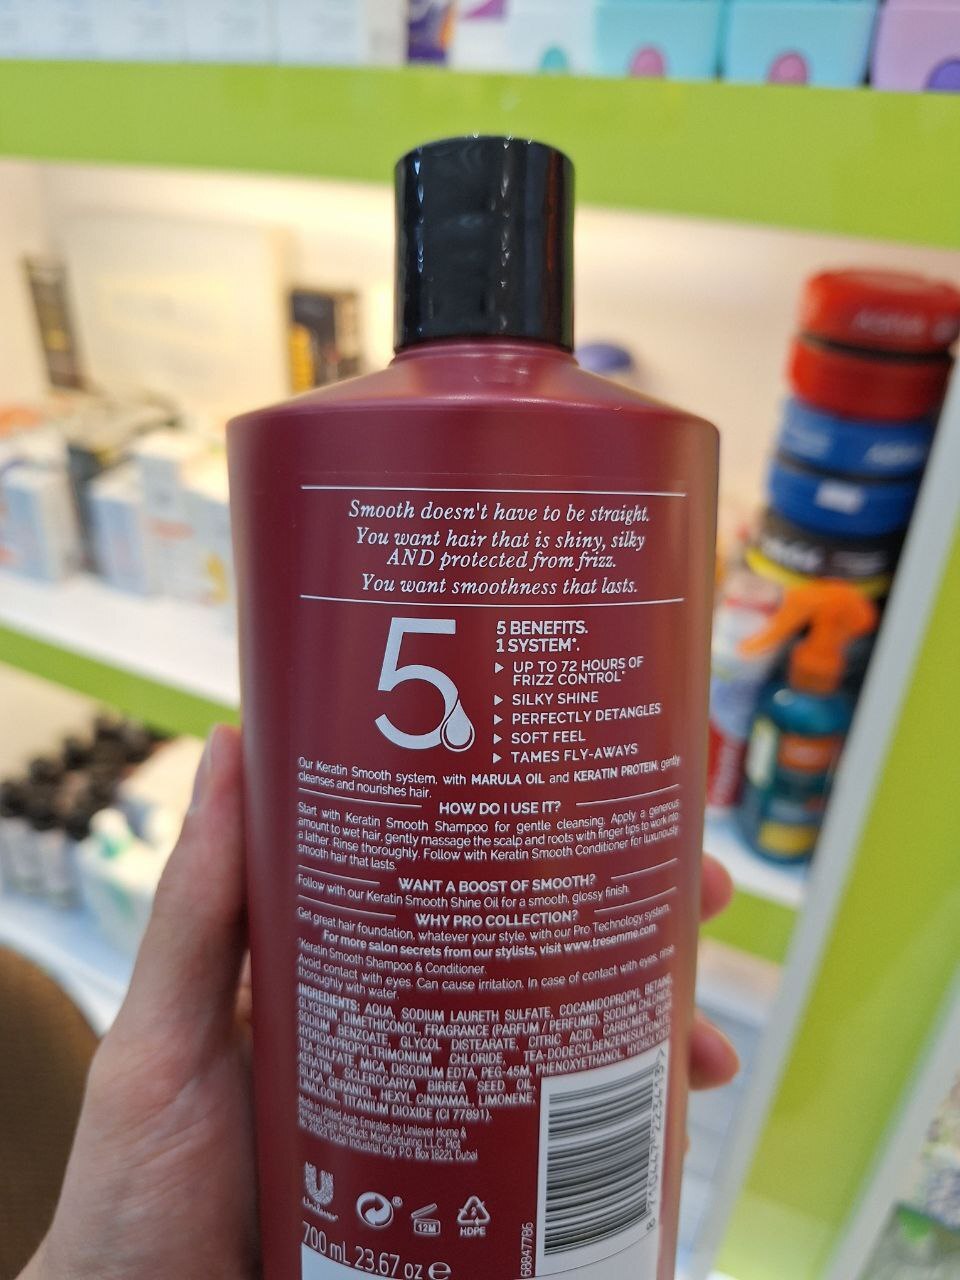 Smooth doesn't have to be straight.
You want hair that is shiny, silky
AND protected from frizz.
You want smoothness that lasts.
5
5 BENEFITS.
1 SYSTEM*.
▶ UP TO 72 HOURS OF
FRIZZ CONTROL*
▶ SILKY SHINE
▶ PERFECTLY DETANGLES
▶ SOFT FEEL
▶ TAMES FLY-AWAYS
Our Keratin Smooth system, with MARULA OIL and KERATIN PROTEIN, gently
cleanses and nourishes hair.
HOW DO I USE IT?
Start with Keratin Smooth Shampoo for gentle cleansing. Apply a generous
amount to wet hair, gently massage the scalp and roots with finger tips to work into
a lather. Rinse thoroughly. Follow with Keratin Smooth Conditioner for luxuriously
smooth hair that lasts.
WANT A BOOST OF SMOOTH?
Follow with our Keratin Smooth Shine Oil for a smooth, glossy finish.
WHY PRO COLLECTION?
Get great hair foundation, whatever your style, with our Pro Technology system.
For more salon secrets from our stylists, visit www.tresemme.com
*Keratin Smooth Shampoo & Conditioner.
Avoid contact with eyes. Can cause irritation. In case of contact with eyes, rinse
thoroughly with water.
INGREDIENTS: AQUA, SODIUM LAURETH SULFATE, COCAMIDOPROPYL BETAINE,
GLYCERIN, DIMETHICONOL, FRAGRANCE (PARFUM / PERFUME), SODIUM CHLORIDE,
SODIUM BENZOATE, GLYCOL DISTEARATE, CITRIC ACID, CARBOMER, GUAR
HYDROXYPROPYLTRIMONIUM CHLORIDE, TEA-DODECYLBENZENESULFONATE,
TEA-SULFATE, MICA, DISODIUM EDTA, PEG-45M, PHENOXYETHANOL, HYDROLYZED
KERATIN, SCLEROCARYA BIRREA SEED OIL,
SILICA, GERANIOL, HEXYL CINNAMAL, LIMONENE,
LINALOOL, TITANIUM DIOXIDE (CI 77891).
Made in United Arab Emirates by Unilever Home &
Personal Care Products Manufacturing L.L.C. Plot
Dubai Industrial City, P.O. Box 18221, Dubai
Unilever
®
12M
2
HDPE
700 mL 23.67 oz e
68847786
8 710447 223413 >